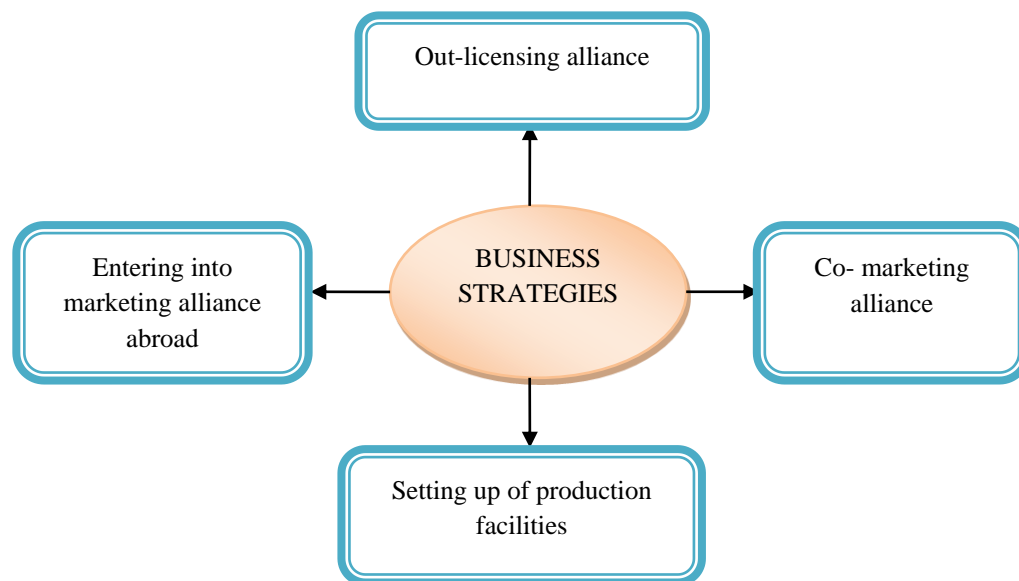 Out-licensing alliance
Entering into
marketing alliance
abroad
BUSINESS
STRATEGIES
Co- marketing
alliance
Setting up of production
facilities